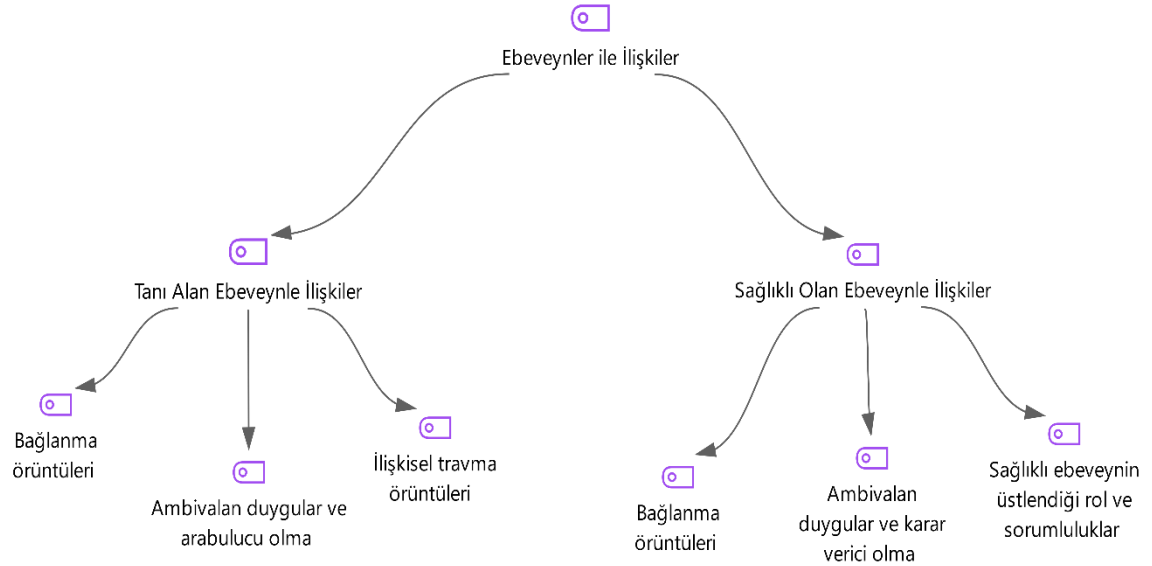 Ebeveynler ile İlişkiler
Tanı Alan Ebeveynle İlişkiler
Sağlıklı Olan Ebeveynle İlişkiler
Bağlanma
örüntüleri
Ambivalan duygular ve
arabulucu olma
İlişkisel travma
örüntüleri
Bağlanma
örüntüleri
Ambivalan
duygular ve karar
verici olma
Sağlıklı ebeveynin
üstlendiği rol ve
sorumluluklar